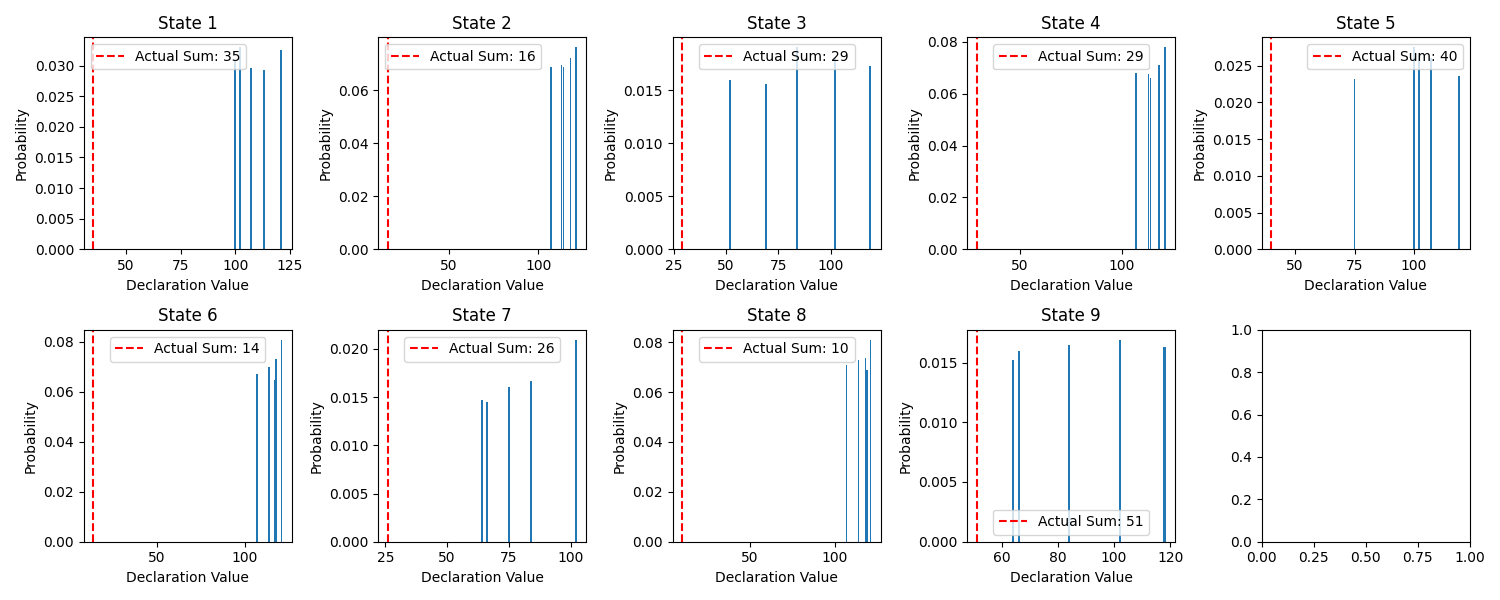 State 1
Actual Sum: 35
0.030
0.025
0.020
0.015
0.010
0.005
0.000
Probability
50 75 100 125
Declaration Value
State 2
Actual Sum: 16
0.06
0.04
0.02
0.00
Probability
50 100
Declaration Value
State 3
Actual Sum: 29
0.015
0.010
0.005
0.000
Probability
25 50 75 100
Declaration Value
State 4
Actual Sum: 29
0.08
0.06
0.04
0.02
0.00
Probability
50 100
Declaration Value
State 5
Actual Sum: 40
0.025
0.020
0.015
0.010
0.005
0.000
Probability
50 75 100
Declaration Value
State 6
Actual Sum: 14
0.08
0.06
0.04
0.02
0.00
Probability
50 100
Declaration Value
State 7
Actual Sum: 26
0.020
0.015
0.010
0.005
0.000
Probability
25 50 75 100
Declaration Value
State 8
Actual Sum: 10
0.08
0.06
0.04
0.02
0.00
Probability
50 100
Declaration Value
State 9
Actual Sum: 51
0.015
0.010
0.005
0.000
Probability
60 80 100 120
Declaration Value
1.0
0.8
0.6
0.4
0.2
0.0
0.00 0.25 0.50 0.75 1.00